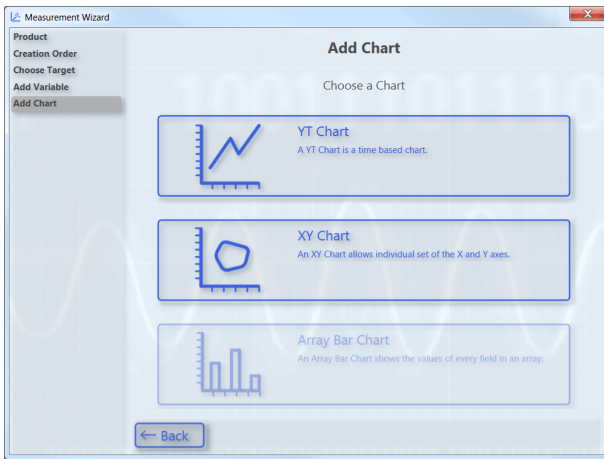 Measurement Wizard
Product
Creation Order
Choose Target
Add Variable
Add Chart
Add Chart
Choose a Chart
YT Chart
A YT Chart is a time based chart.
XY Chart
An XY Chart allows individual set of the X and Y axes.
Array Bar Chart
An Array Bar Chart shows the values of every field in an array.
← Back